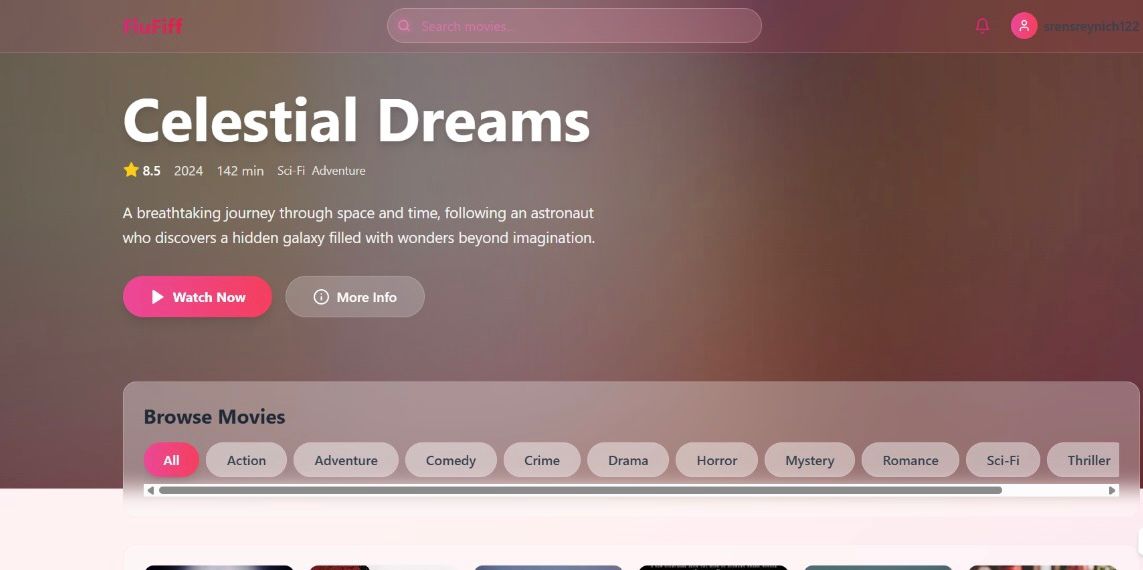 FluFiff
Search movies...
srensreynich122
Celestial Dreams
8.5 2024 142 min Sci-Fi Adventure
A breathtaking journey through space and time, following an astronaut
who discovers a hidden galaxy filled with wonders beyond imagination.
Watch Now More Info
Browse Movies
All Action Adventure Comedy Crime Drama Horror Mystery Romance Sci-Fi Thriller